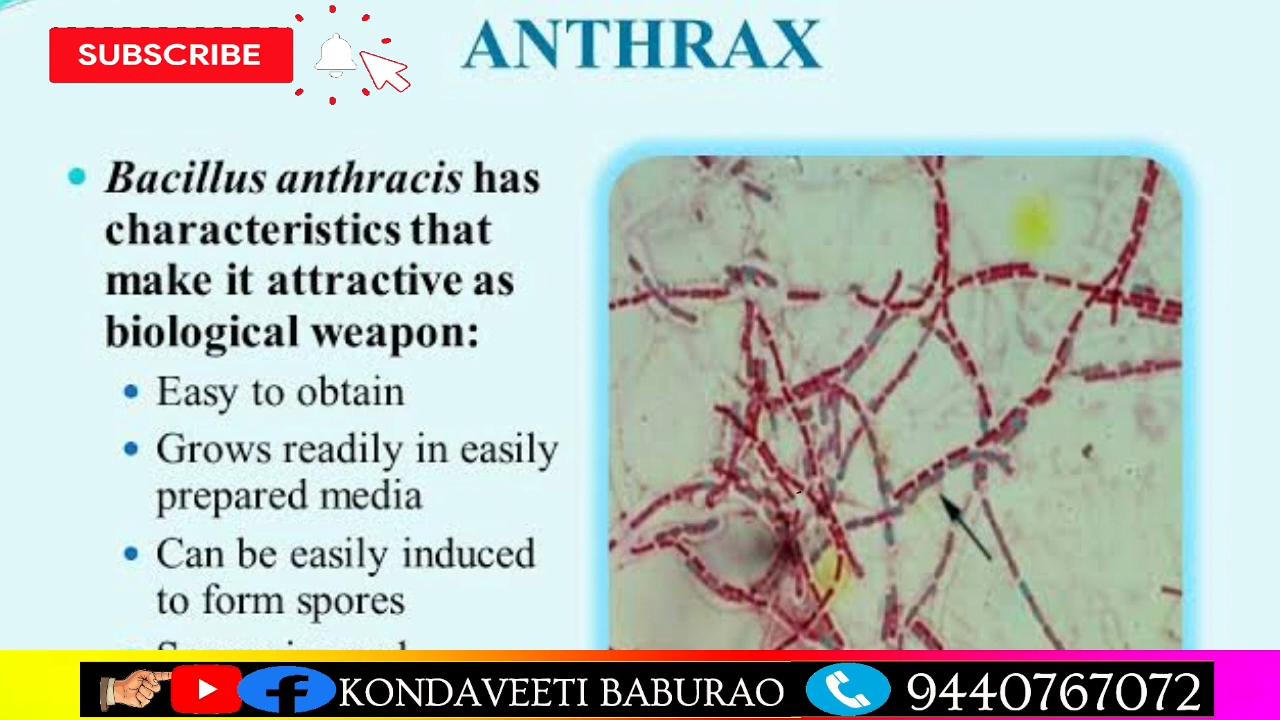 SUBSCRIBE
ANTHRAX
Bacillus anthracis has
characteristics that
make it attractive as
biological weapon:
Easy to obtain
Grows readily in easily
prepared media
Can be easily induced
to form spores
KONDAVEETI BABURAO
9440767072